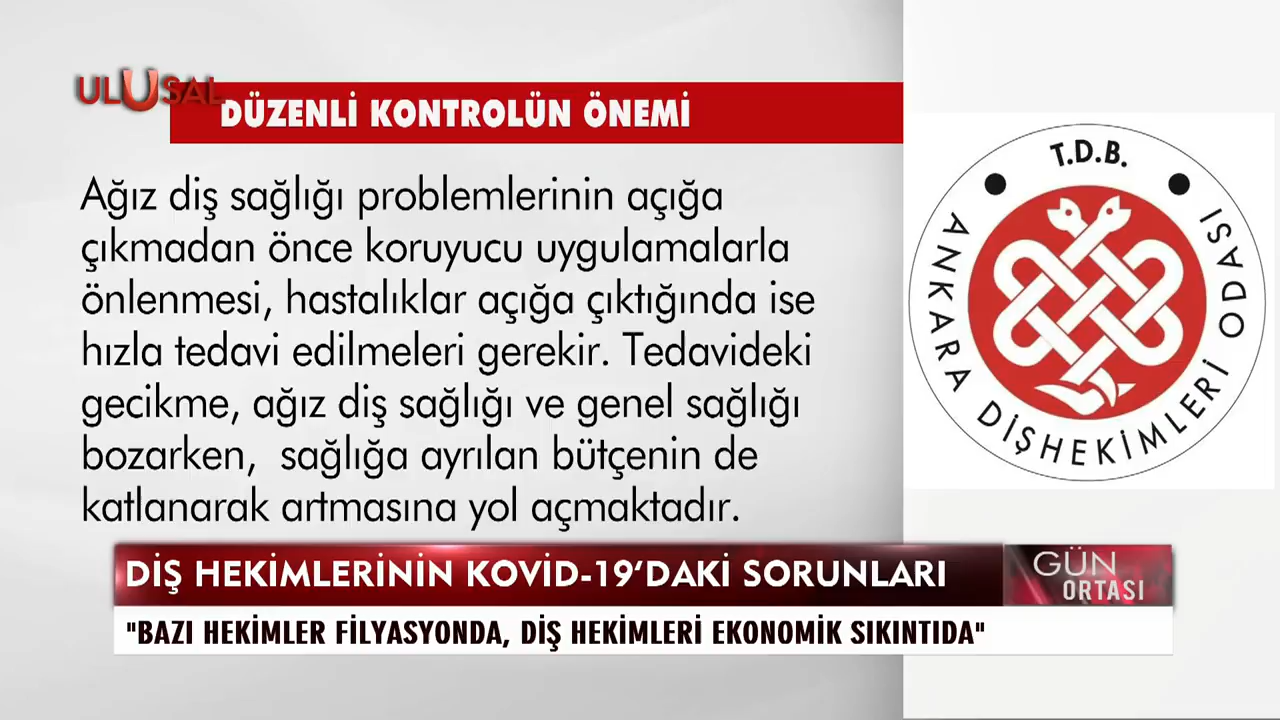 ULUSAL
DÜZENLİ KONTROLÜN ÖNEMİ
Ağız diş sağlığı problemlerinin açığa
çıkmadan önce koruyucu uygulamalarla
önlenmesi, hastalıklar açığa çıktığında ise
hızla tedavi edilmeleri gerekir. Tedavideki
gecikme, ağız diş sağlığı ve genel sağlığı
bozarken,  sağlığa ayrılan bütçenin de
katlanarak artmasına yol açmaktadır.
T.D.B.
ANKARA DİŞHEKİMLERİ ODASI
DİŞ HEKİMLERİNİN KOVİD-19‘DAKİ SORUNLARI
GÜN
ORTASI
"BAZI HEKİMLER FİLYASYONDA, DİŞ HEKİMLERİ EKONOMİK SIKINTIDA"